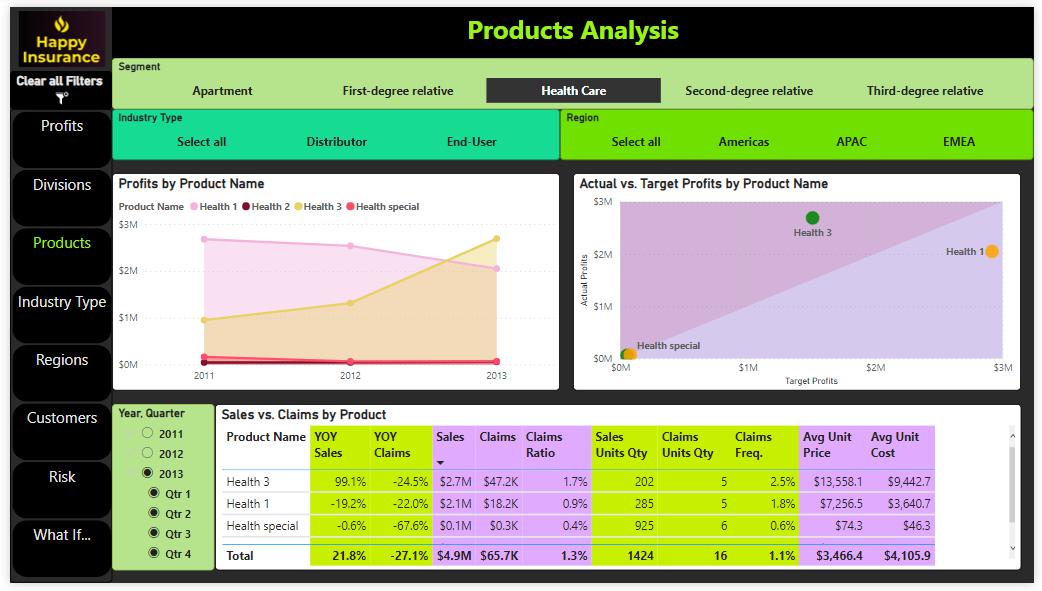 Happy
Insurance
Products Analysis
Clear all Filters
Profits
Divisions
Products
Industry Type
Regions
Customers
Risk
What If...
Segment
Apartment First-degree relative Health Care Second-degree relative Third-degree relative
Industry Type
Select all Distributor End-User
Region
Select all Americas APAC EMEA
Profits by Product Name
Product Name Health 1 Health 2 Health 3 Health special
$3M
$2M
$1M
$0M
2011 2012 2013
Actual vs. Target Profits by Product Name
Actual Profits
$3M
$2M
$1M
$0M
Health 3
Health 1
Health special
$0M $1M $2M $3M
Target Profits
Year, Quarter
2011
2012
2013
Qtr 1
Qtr 2
Qtr 3
Qtr 4
Sales vs. Claims by Product
Product Name YOY Sales YOY Claims Sales Claims Claims Ratio Sales Units Qty Claims Units Qty Claims Freq. Avg Unit Price Avg Unit Cost
Health 3 99.1% -24.5% $2.7M $47.2K 1.7% 202 5 2.5% $13,558.1 $9,442.7
Health 1 -19.2% -22.0% $2.1M $18.2K 0.9% 285 5 1.8% $7,256.5 $3,640.7
Health special -0.6% -67.6% $0.1M $0.3K 0.4% 925 6 0.6% $74.3 $46.3
Total 21.8% -27.1% $4.9M $65.7K 1.3% 1424 16 1.1% $3,466.4 $4,105.9